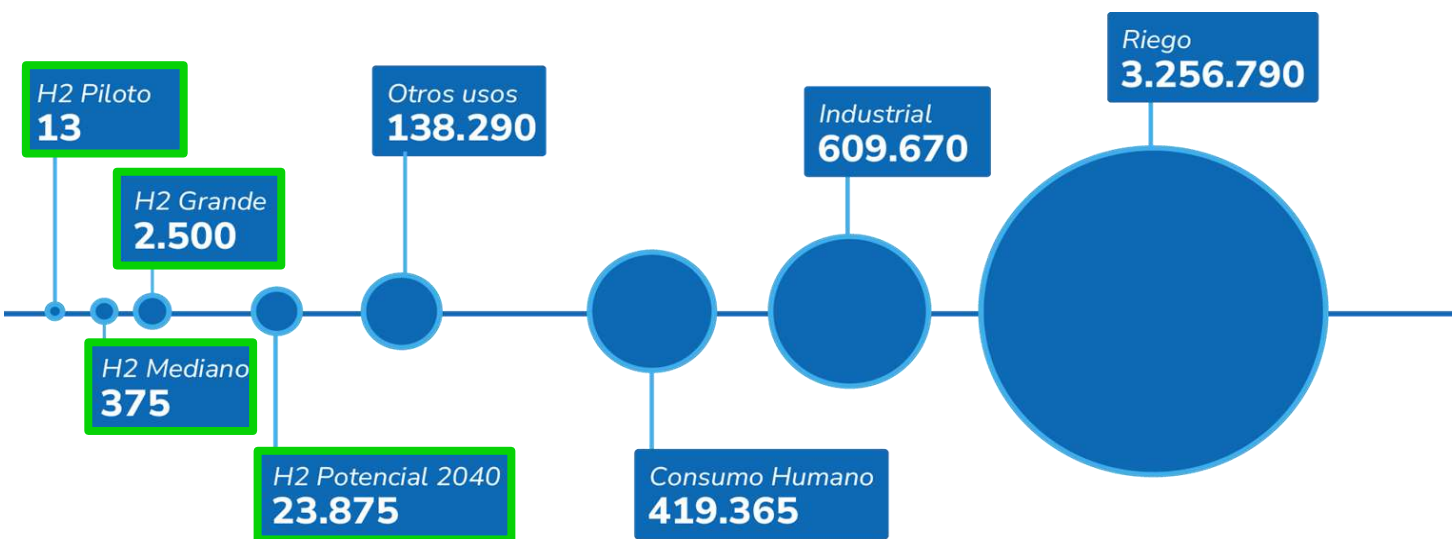 H2 Piloto
13
H2 Mediano
375
H2 Grande
2.500
H2 Potencial 2040
23.875
Otros usos
138.290
Consumo Humano
419.365
Industrial
609.670
Riego
3.256.790